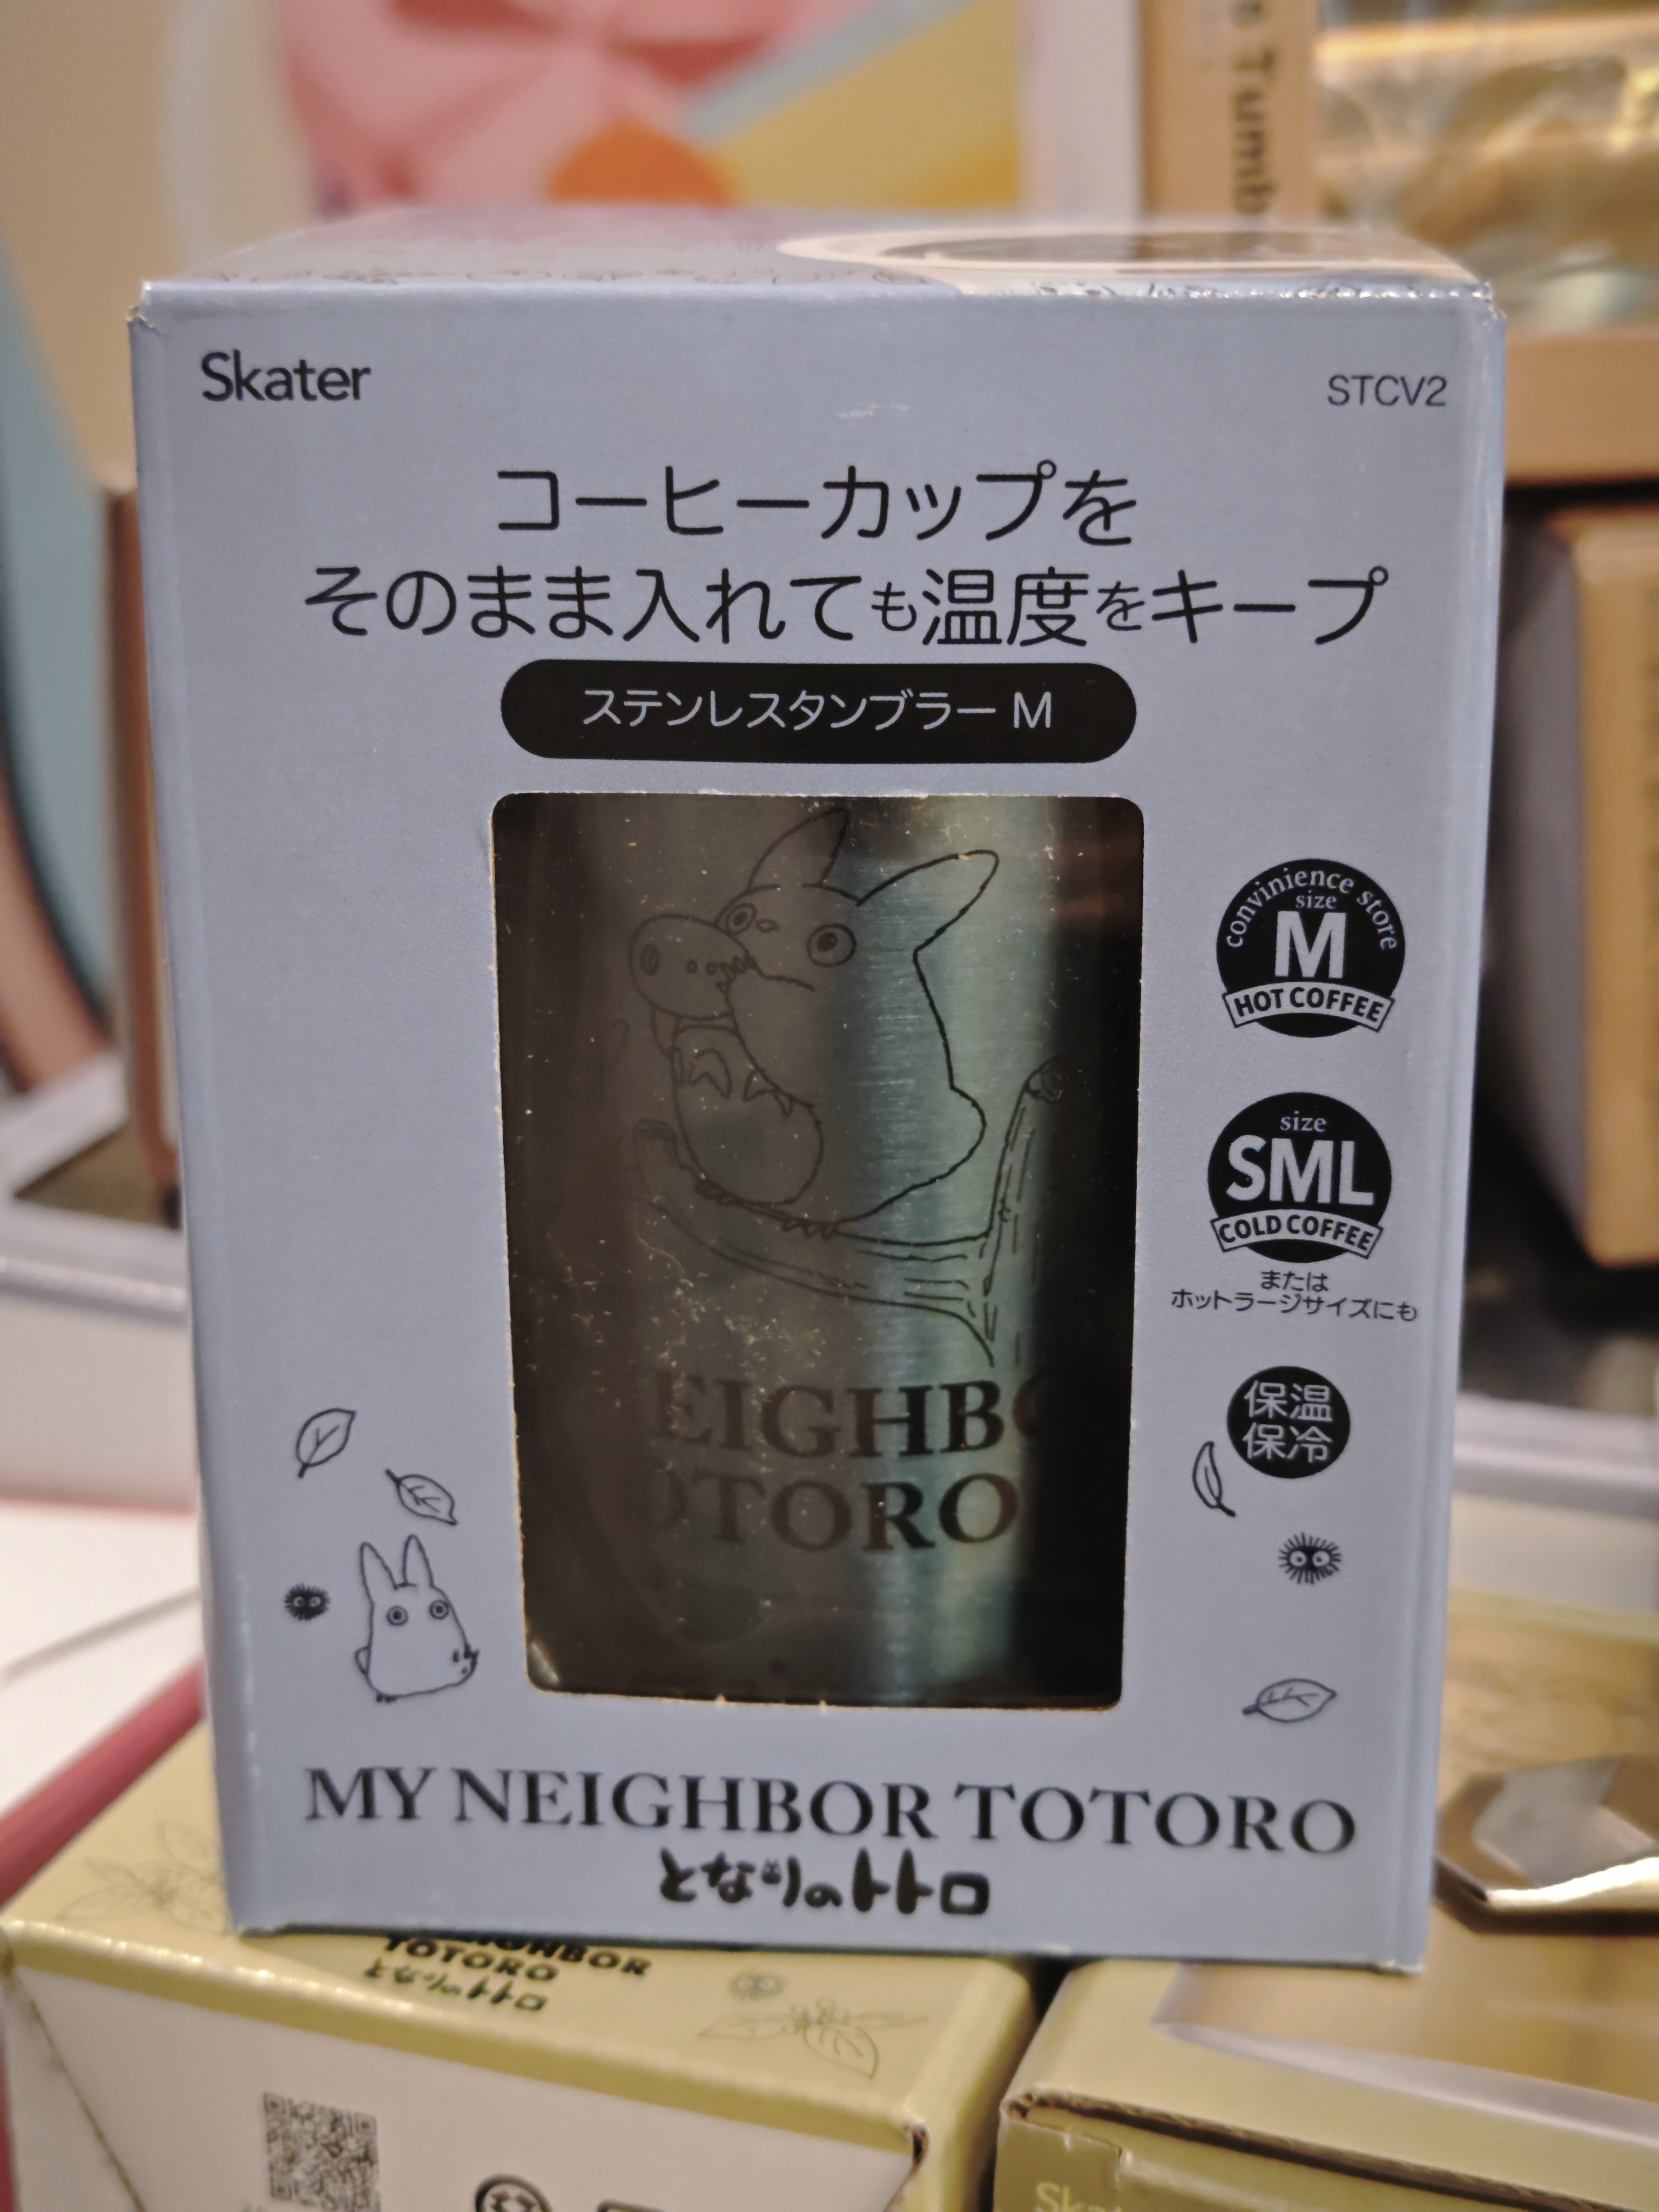 Tumb
Skater
STCV2
コーヒーカップを
そのまま入れても温度をキープ
ステンレスタンブラー M
convinience store
size
M
HOT COFFEE
size
SML
COLD COFFEE
または
ホットラージサイズにも
保温
保冷
EIGHBO
OTORO
MY NEIGHBOR TOTORO
となりのトトロ
NEIGHBOR
TOTORO
となりのトトロ
Skater